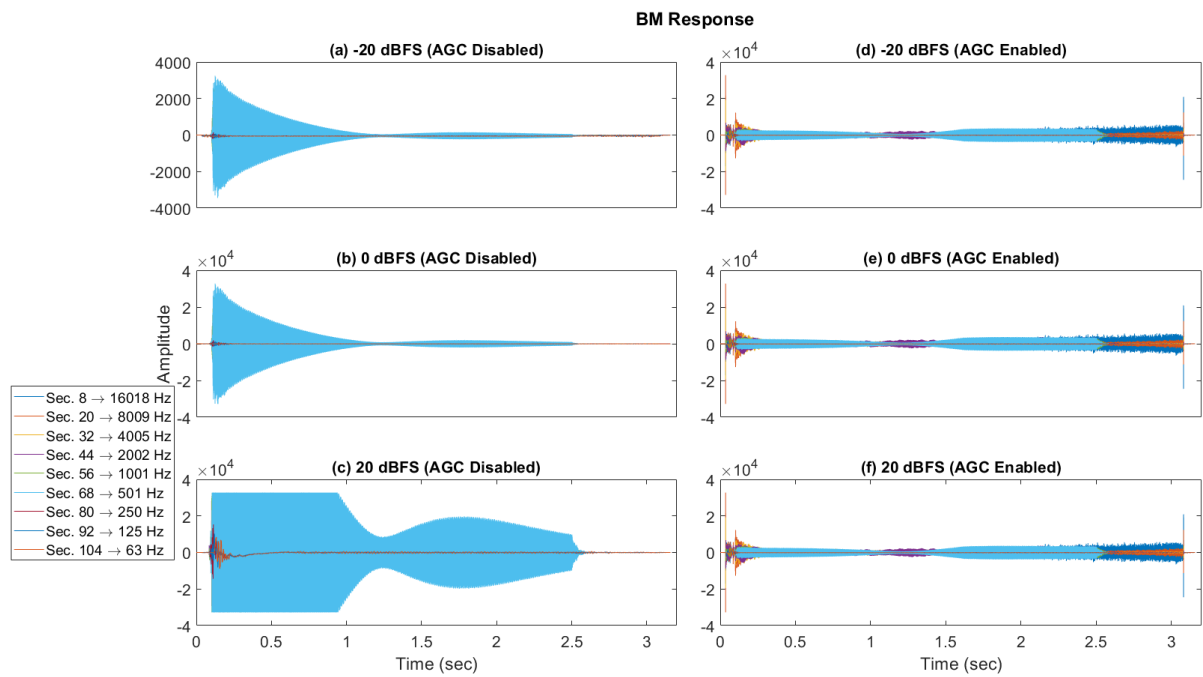 BM Response
(a) -20 dBFS (AGC Disabled)
4000
2000
0
-2000
-4000
(d) -20 dBFS (AGC Enabled)
×10⁴
4
2
0
-2
-4
(b) 0 dBFS (AGC Disabled)
×10⁴
4
2
0
-2
-4
Amplitude
(e) 0 dBFS (AGC Enabled)
×10⁴
4
2
0
-2
-4
Sec. 8 → 16018 Hz
Sec. 20 → 8009 Hz
Sec. 32 → 4005 Hz
Sec. 44 → 2002 Hz
Sec. 56 → 1001 Hz
Sec. 68 → 501 Hz
Sec. 80 → 250 Hz
Sec. 92 → 125 Hz
Sec. 104 → 63 Hz
(c) 20 dBFS (AGC Disabled)
×10⁴
4
2
0
-2
-4
0 0.5 1 1.5 2 2.5 3
Time (sec)
(f) 20 dBFS (AGC Enabled)
×10⁴
4
2
0
-2
-4
0 0.5 1 1.5 2 2.5 3
Time (sec)